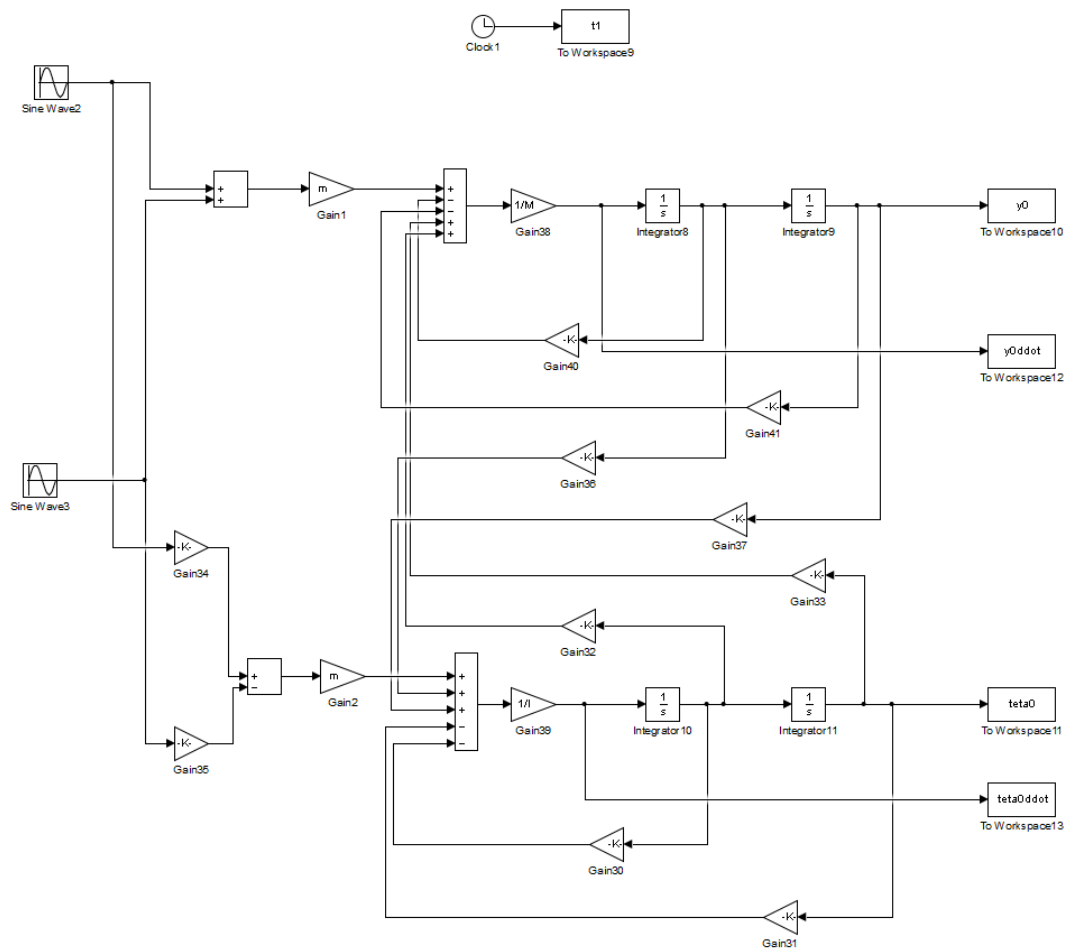 t1
Clock1
To Workspace9
Sine Wave2
+
+
m
Gain1
+
−
−
+
+
1/M
Gain38
1/s
Integrator8
1/s
Integrator9
y0
To Workspace10
-K-
Gain40
y0ddot
To Workspace12
-K-
Gain41
-K-
Gain36
Sine Wave3
-K-
Gain37
-K-
Gain34
-K-
Gain33
-K-
Gain32
+
−
m
Gain2
+
+
+
−
−
1/I
Gain39
1/s
Integrator10
1/s
Integrator11
teta0
To Workspace11
-K-
Gain35
teta0ddot
To Workspace13
-K-
Gain30
-K-
Gain31